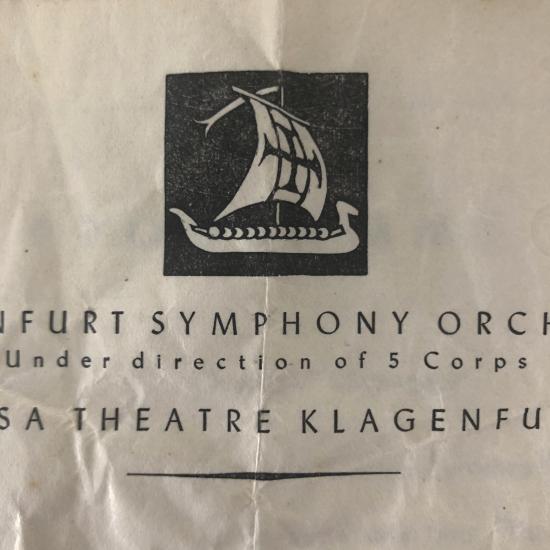 NFURT SYMPHONY ORCH
Under direction of 5 Corps
SA THEATRE KLAGENFU